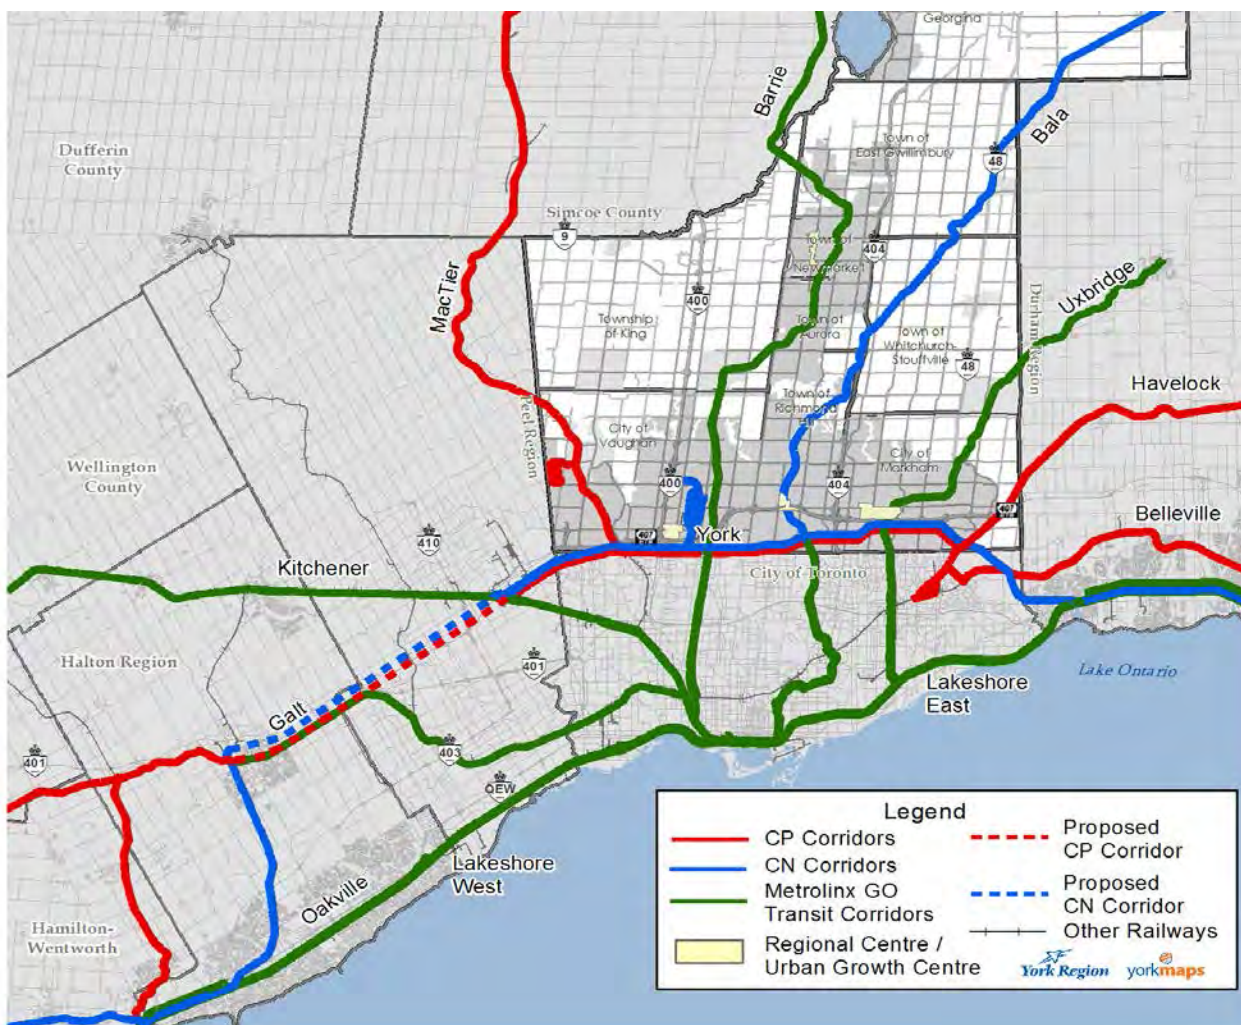 Georgina
Barrie
Bala
Town of
East Gwillimbury
48
Dufferin
County
Simcoe County
9
Town of
Newmarket
404
Uxbridge
MacTier
400
Durham Region
Township
of King
Town of
Aurora
Town of
Whitchurch-
Stouffville
48
Havelock
Peel Region
Town of
Richmond
Hill
City of
Vaughan
City of
Markham
Wellington
County
400
404
407
Belleville
410
407
York
Kitchener
City of Toronto
Halton Region
401
Lake Ontario
Galt
Lakeshore
East
403
401
QEW
Lakeshore
West
Oakville
Hamilton-
Wentworth
Legend
CP Corridors
CN Corridors
Metrolinx GO
Transit Corridors
Regional Centre /
Urban Growth Centre
Proposed
CP Corridor
Proposed
CN Corridor
Other Railways
York Region
yorkmaps